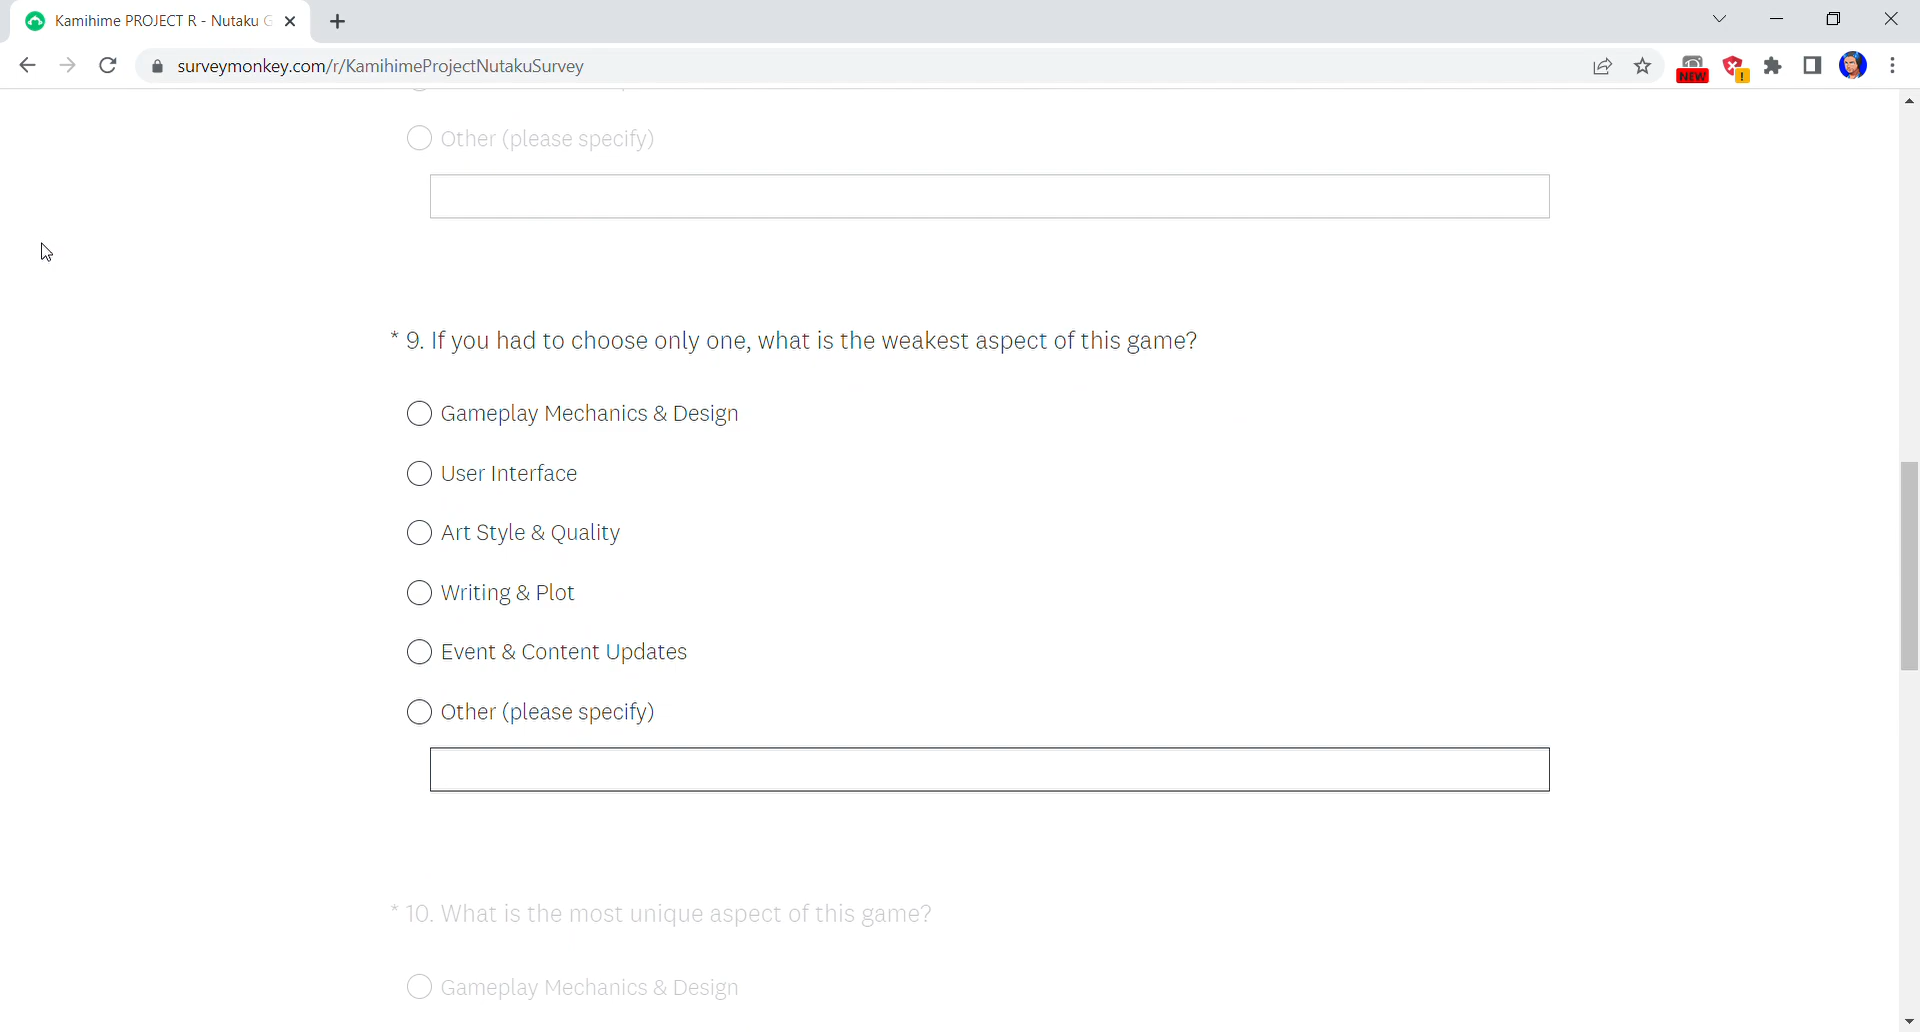 Kamihime PROJECT R - Nutaku
surveymonkey.com/r/KamihimeProjectNutakuSurvey
NEW
!
Other (please specify)
* 9. If you had to choose only one, what is the weakest aspect of this game?
Gameplay Mechanics & Design
User Interface
Art Style & Quality
Writing & Plot
Event & Content Updates
Other (please specify)
* 10. What is the most unique aspect of this game?
Gameplay Mechanics & Design